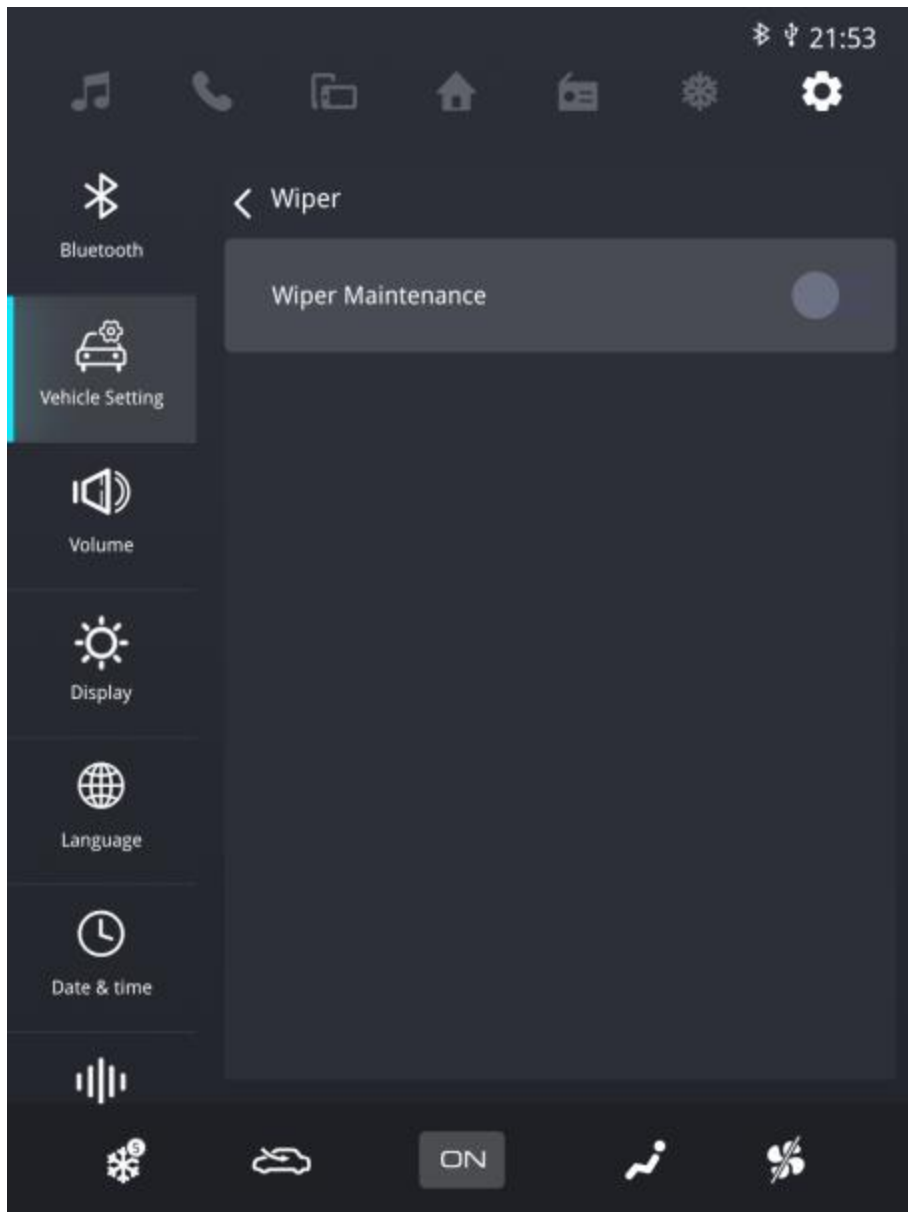 21:53
Bluetooth
Wiper
Wiper Maintenance
Vehicle Setting
Volume
Display
Language
Date & time
S
ON